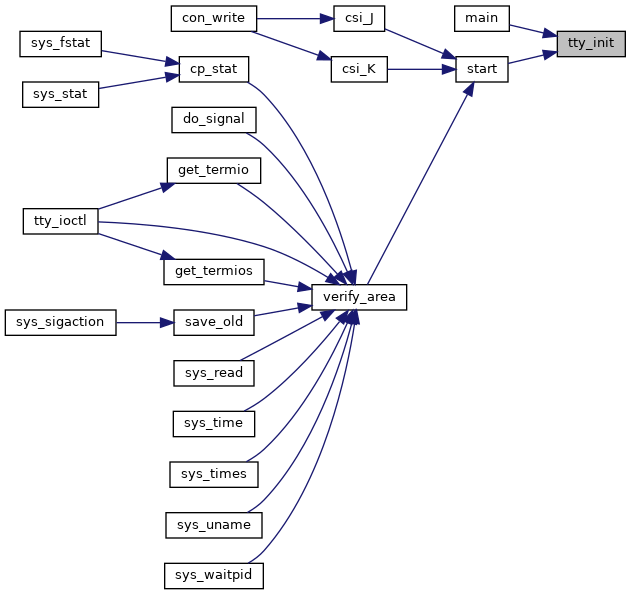 con_write
csi_J
main
sys_fstat
tty_init
cp_stat
csi_K
start
sys_stat
do_signal
get_termio
tty_ioctl
get_termios
verify_area
sys_sigaction
save_old
sys_read
sys_time
sys_times
sys_uname
sys_waitpid